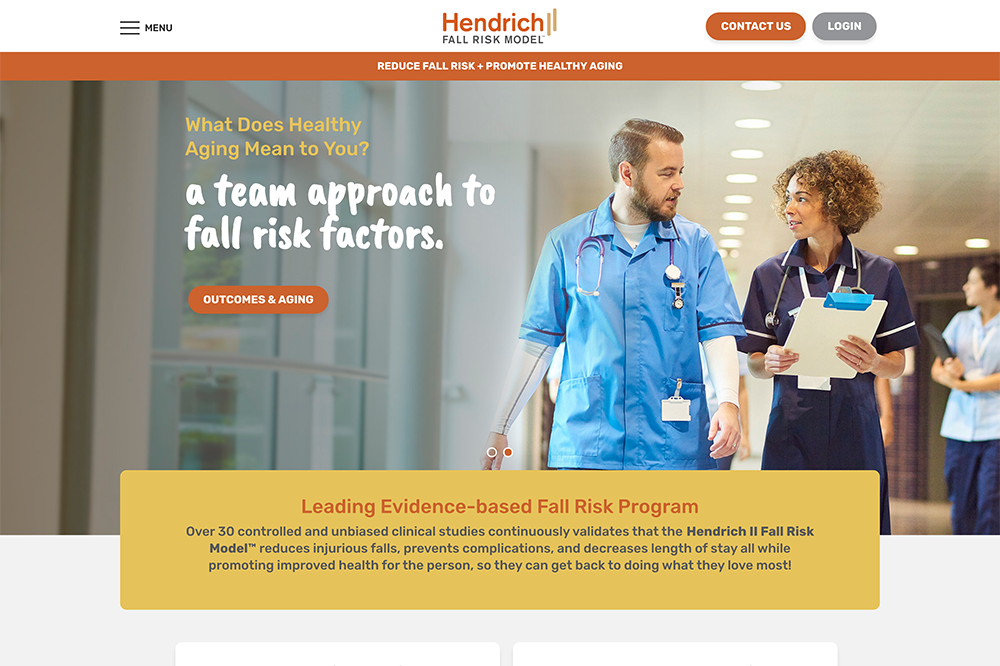 MENU
Hendrich II
FALL RISK MODEL™
CONTACT US
LOGIN
REDUCE FALL RISK + PROMOTE HEALTHY AGING
What Does Healthy
Aging Mean to You?
a team approach to
fall risk factors.
OUTCOMES & AGING
Leading Evidence-based Fall Risk Program
Over 30 controlled and unbiased clinical studies continuously validates that the Hendrich II Fall Risk
Model™ reduces injurious falls, prevents complications, and decreases length of stay all while
promoting improved health for the person, so they can get back to doing what they love most!